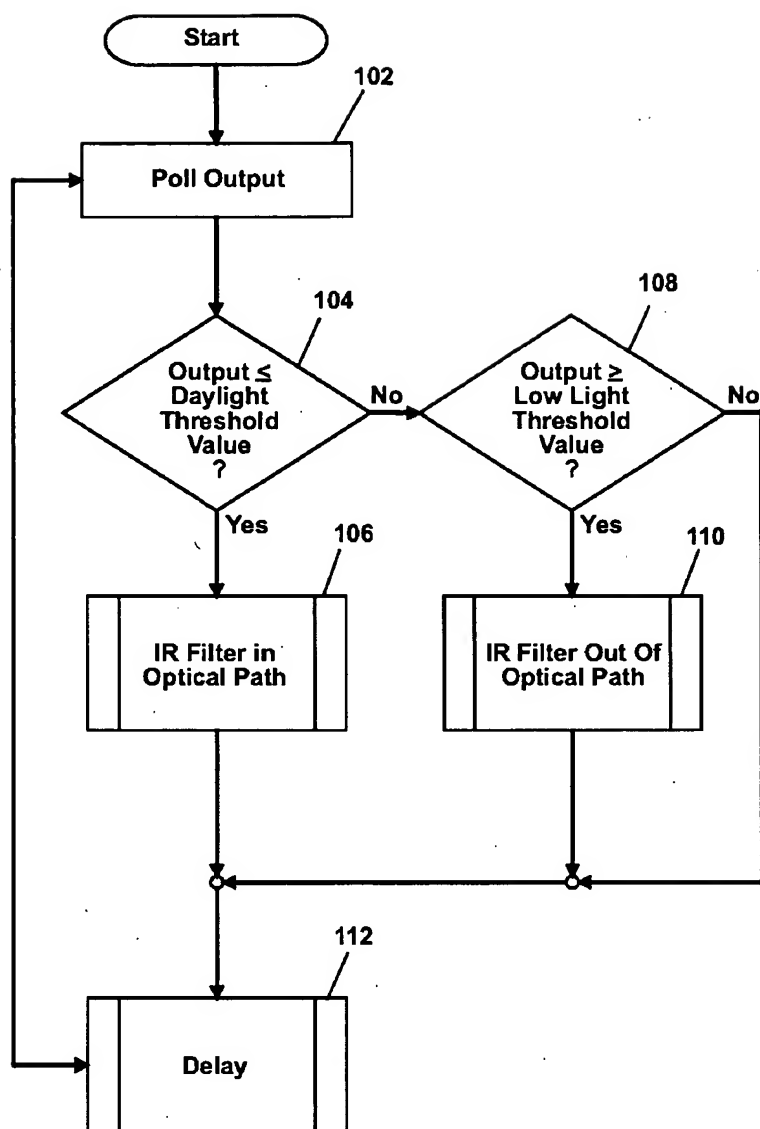 Start
102
Poll Output
104
108
Output ≤
Daylight
Threshold
Value
?
No
Output ≥
Low Light
Threshold
Value
?
No
Yes
Yes
106
110
IR Filter in
Optical Path
IR Filter Out Of
Optical Path
112
Delay